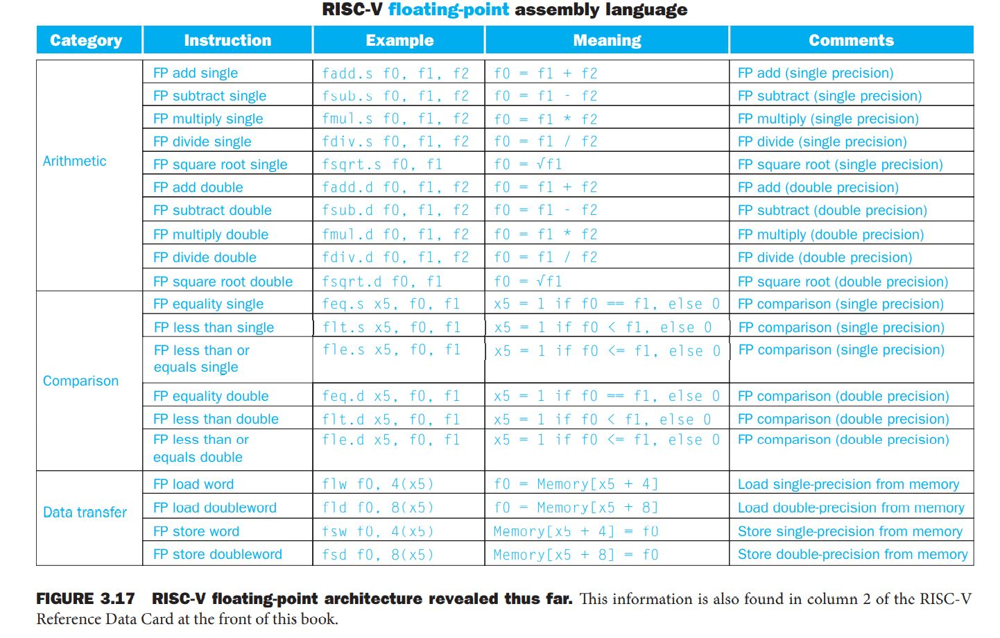 RISC-V floating-point assembly language
Category Instruction Example Meaning Comments
Arithmetic
FP add single fadd.s f0, f1, f2 f0 = f1 + f2 FP add (single precision)
FP subtract single fsub.s f0, f1, f2 f0 = f1 - f2 FP subtract (single precision)
FP multiply single fmul.s f0, f1, f2 f0 = f1 * f2 FP multiply (single precision)
FP divide single fdiv.s f0, f1, f2 f0 = f1 / f2 FP divide (single precision)
FP square root single fsqrt.s f0, f1 f0 = √f1 FP square root (single precision)
FP add double fadd.d f0, f1, f2 f0 = f1 + f2 FP add (double precision)
FP subtract double fsub.d f0, f1, f2 f0 = f1 - f2 FP subtract (double precision)
FP multiply double fmul.d f0, f1, f2 f0 = f1 * f2 FP multiply (double precision)
FP divide double fdiv.d f0, f1, f2 f0 = f1 / f2 FP divide (double precision)
FP square root double fsqrt.d f0, f1 f0 = √f1 FP square root (double precision)
Comparison
FP equality single feq.s x5, f0, f1 x5 = 1 if f0 == f1, else 0 FP comparison (single precision)
FP less than single flt.s x5, f0, f1 x5 = 1 if f0 < f1, else 0 FP comparison (single precision)
FP less than or fle.s x5, f0, f1 x5 = 1 if f0 <= f1, else 0 FP comparison (single precision)
equals single
FP equality double feq.d x5, f0, f1 x5 = 1 if f0 == f1, else 0 FP comparison (double precision)
FP less than double flt.d x5, f0, f1 x5 = 1 if f0 < f1, else 0 FP comparison (double precision)
FP less than or fle.d x5, f0, f1 x5 = 1 if f0 <= f1, else 0 FP comparison (double precision)
equals double
Data transfer
FP load word flw f0, 4(x5) f0 = Memory[x5 + 4] Load single-precision from memory
FP load doubleword fld f0, 8(x5) f0 = Memory[x5 + 8] Load double-precision from memory
FP store word fsw f0, 4(x5) Memory[x5 + 4] = f0 Store single-precision from memory
FP store doubleword fsd f0, 8(x5) Memory[x5 + 8] = f0 Store double-precision from memory
FIGURE 3.17 RISC-V floating-point architecture revealed thus far. This information is also found in column 2 of the RISC-V
Reference Data Card at the front of this book.